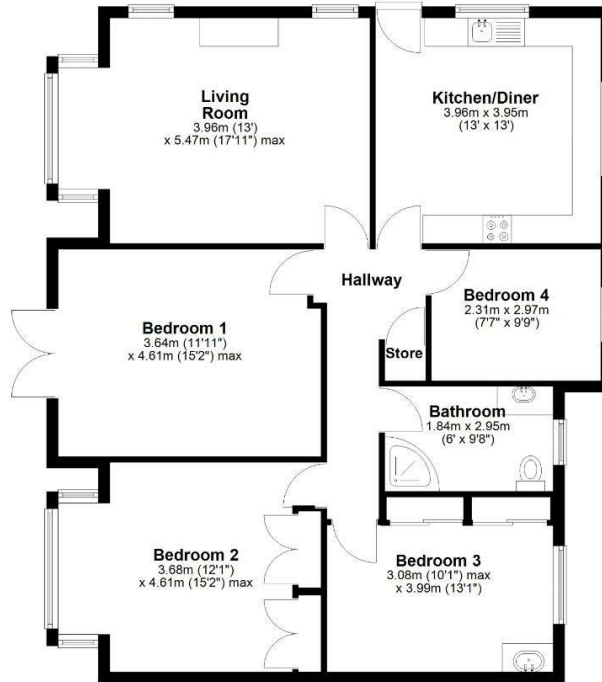 Living
Room
3.96m (13')
x 5.47m (17'11") max
Kitchen/Diner
3.96m x 3.95m
(13' x 13')
Hallway
Bedroom 1
3.64m (11'11")
x 4.61m (15'2") max
Bedroom 4
2.31m x 2.97m
(7'7" x 9'9")
Store
Bathroom
1.84m x 2.95m
(6' x 9'8")
Bedroom 2
3.68m (12'1")
x 4.61m (15'2") max
Bedroom 3
3.08m (10'1") max
x 3.99m (13'1")